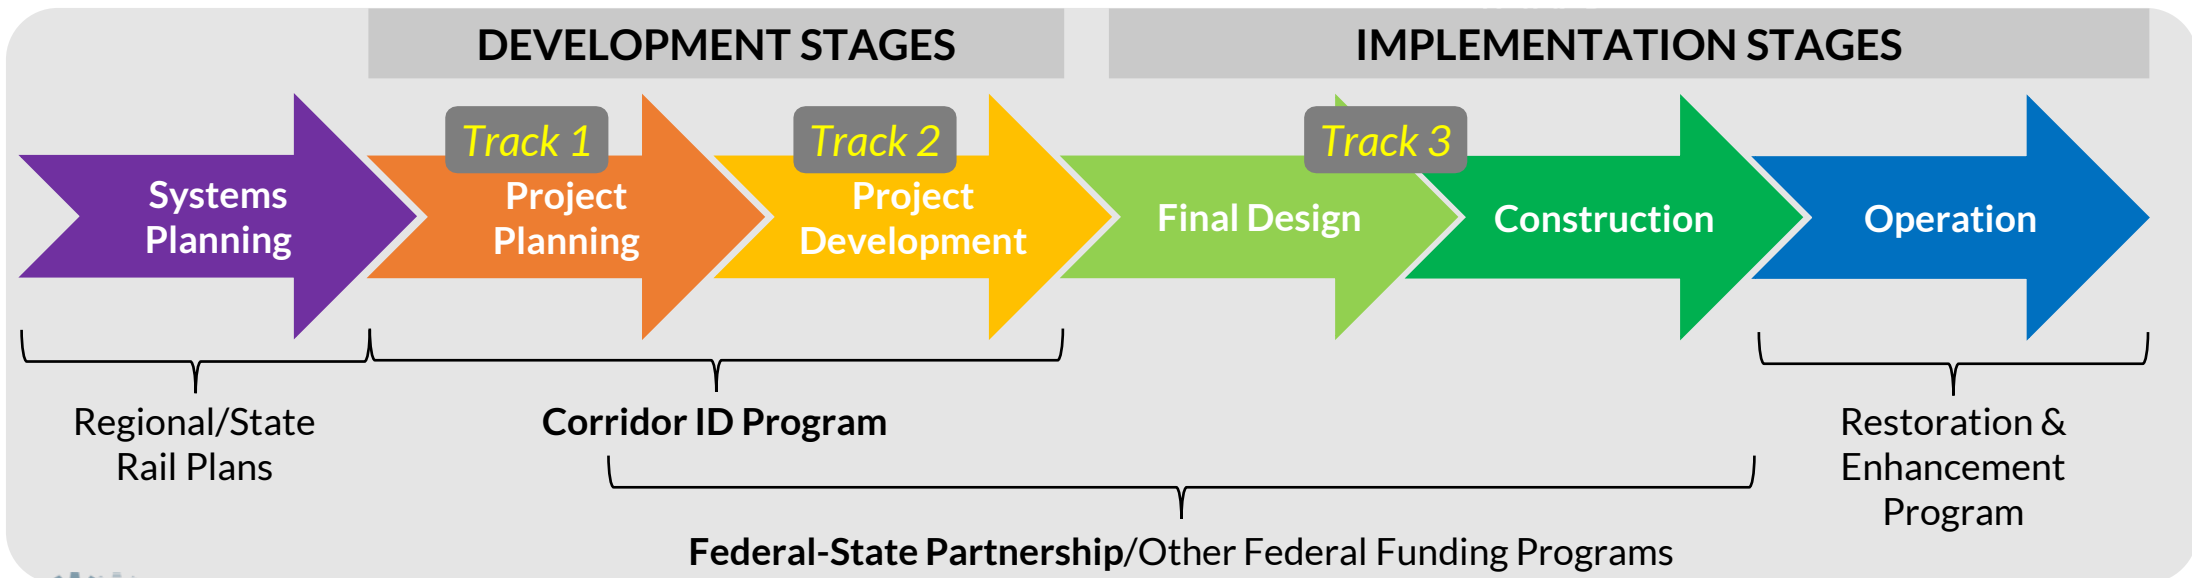 DEVELOPMENT STAGES
IMPLEMENTATION STAGES
Track 1
Track 2
Track 3
Systems
Planning
Project
Planning
Project
Development
Final Design
Construction
Operation
Regional/State
Rail Plans
Corridor ID Program
Restoration &
Enhancement
Program
Federal-State Partnership/Other Federal Funding Programs